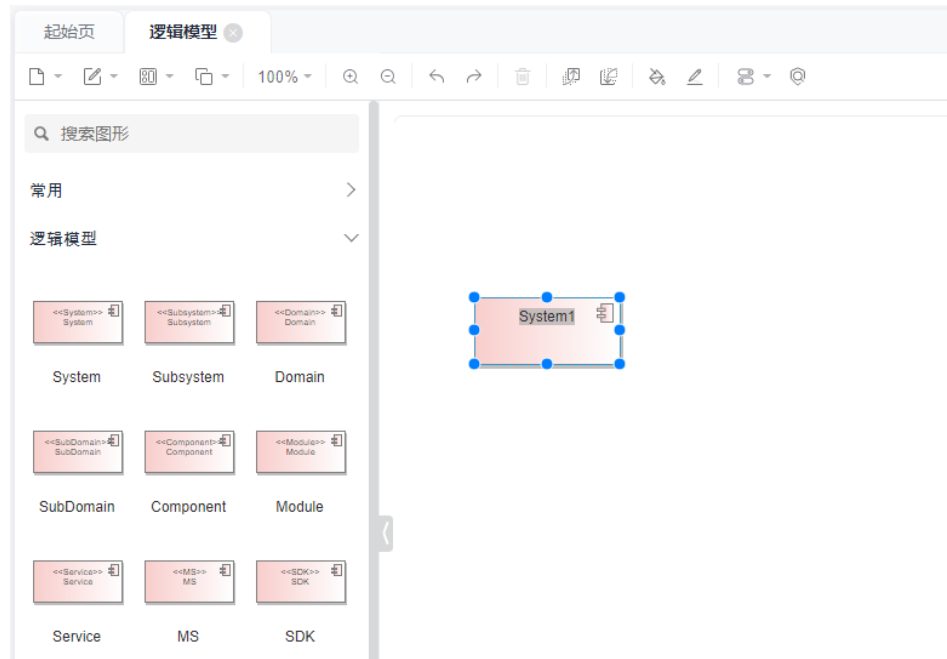 起始页
逻辑模型
100%
搜索图形
常用
逻辑模型
<<System>>
System
<<Subsystem>>
Subsystem
<<Domain>>
Domain
System
Subsystem
Domain
System1
<<SubDomain>>
SubDomain
<<Component>>
Component
<<Module>>
Module
SubDomain
Component
Module
<<Service>>
Service
<<MS>>
MS
<<SDK>>
SDK
Service
MS
SDK